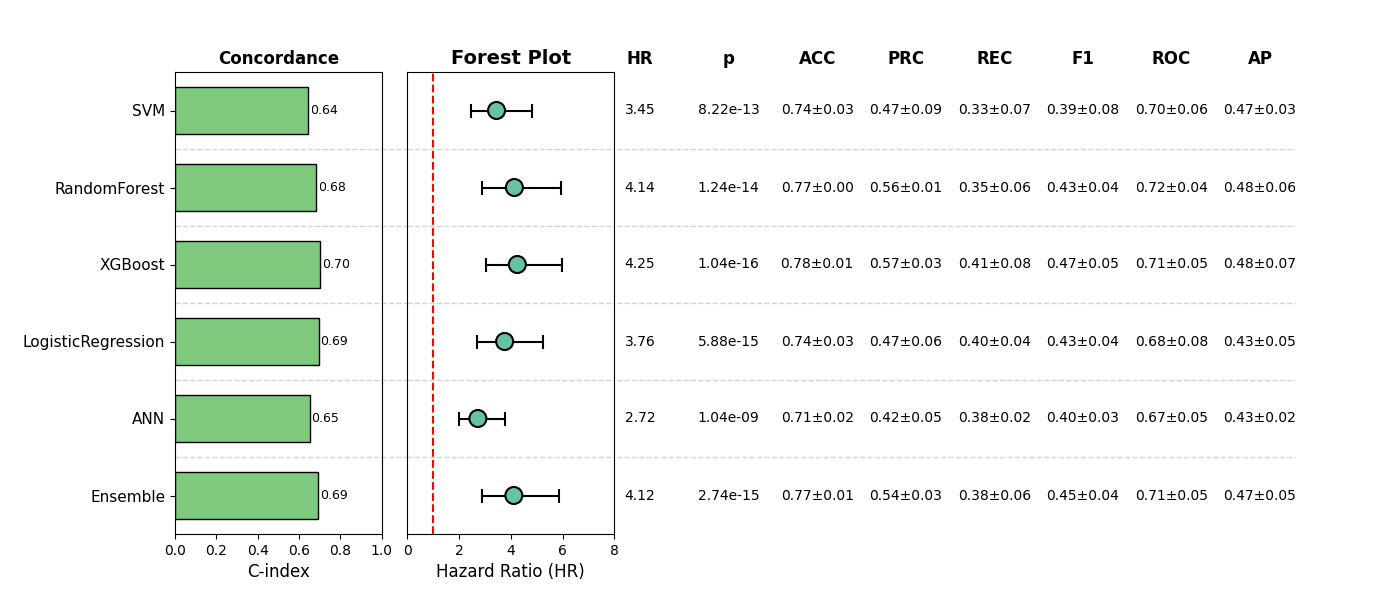 Concordance Forest Plot HR p ACC PRC REC F1 ROC AP
SVM 0.64 3.45 8.22e-13 0.74±0.03 0.47±0.09 0.33±0.07 0.39±0.08 0.70±0.06 0.47±0.03
RandomForest 0.68 4.14 1.24e-14 0.77±0.00 0.56±0.01 0.35±0.06 0.43±0.04 0.72±0.04 0.48±0.06
XGBoost 0.70 4.25 1.04e-16 0.78±0.01 0.57±0.03 0.41±0.08 0.47±0.05 0.71±0.05 0.48±0.07
LogisticRegression 0.69 3.76 5.88e-15 0.74±0.03 0.47±0.06 0.40±0.04 0.43±0.04 0.68±0.08 0.43±0.05
ANN 0.65 2.72 1.04e-09 0.71±0.02 0.42±0.05 0.38±0.02 0.40±0.03 0.67±0.05 0.43±0.02
Ensemble 0.69 4.12 2.74e-15 0.77±0.01 0.54±0.03 0.38±0.06 0.45±0.04 0.71±0.05 0.47±0.05
0.0 0.2 0.4 0.6 0.8 1.0 0 2 4 6 8
C-index Hazard Ratio (HR)